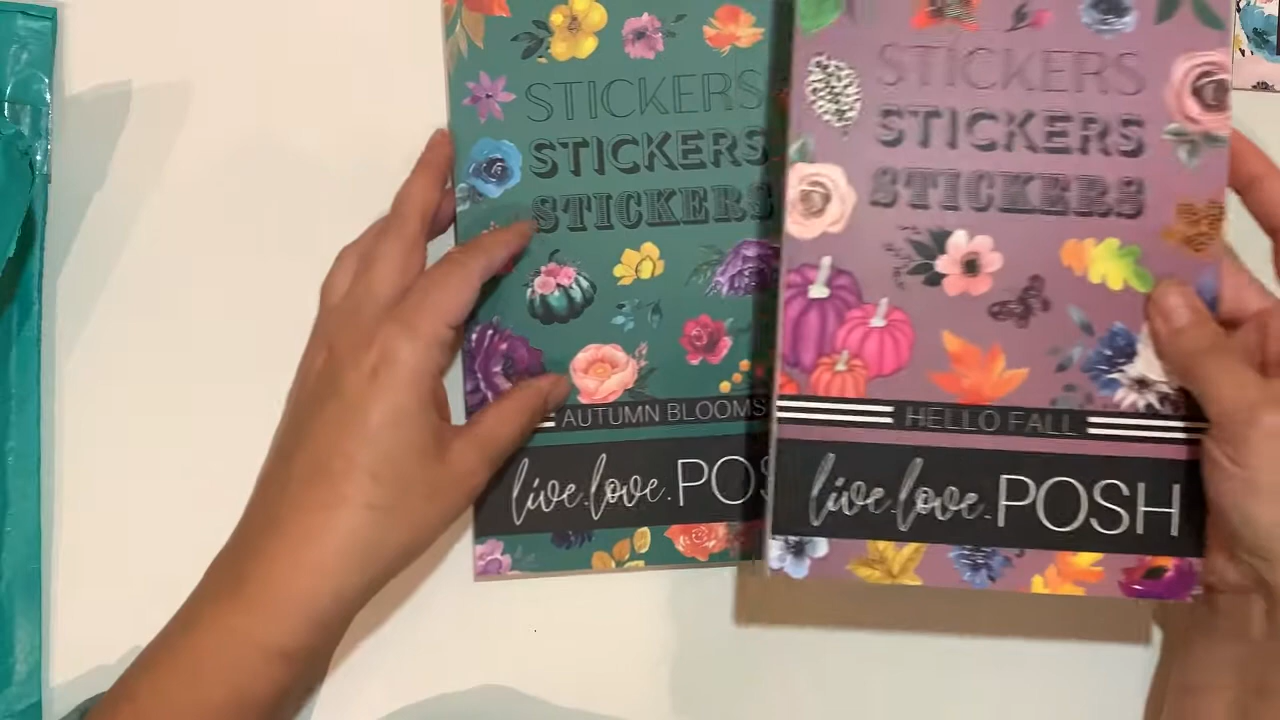 STICKERS
STICKERS
STICKERS
AUTUMN BLOOMS
live.love.POS
STICKERS
STICKERS
STICKERS
HELLO FALL
live.love.POSH